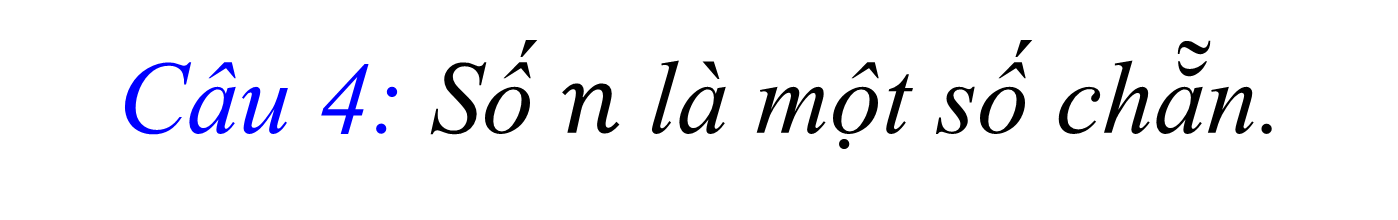 Câu 4: Số n là một số chẵn.